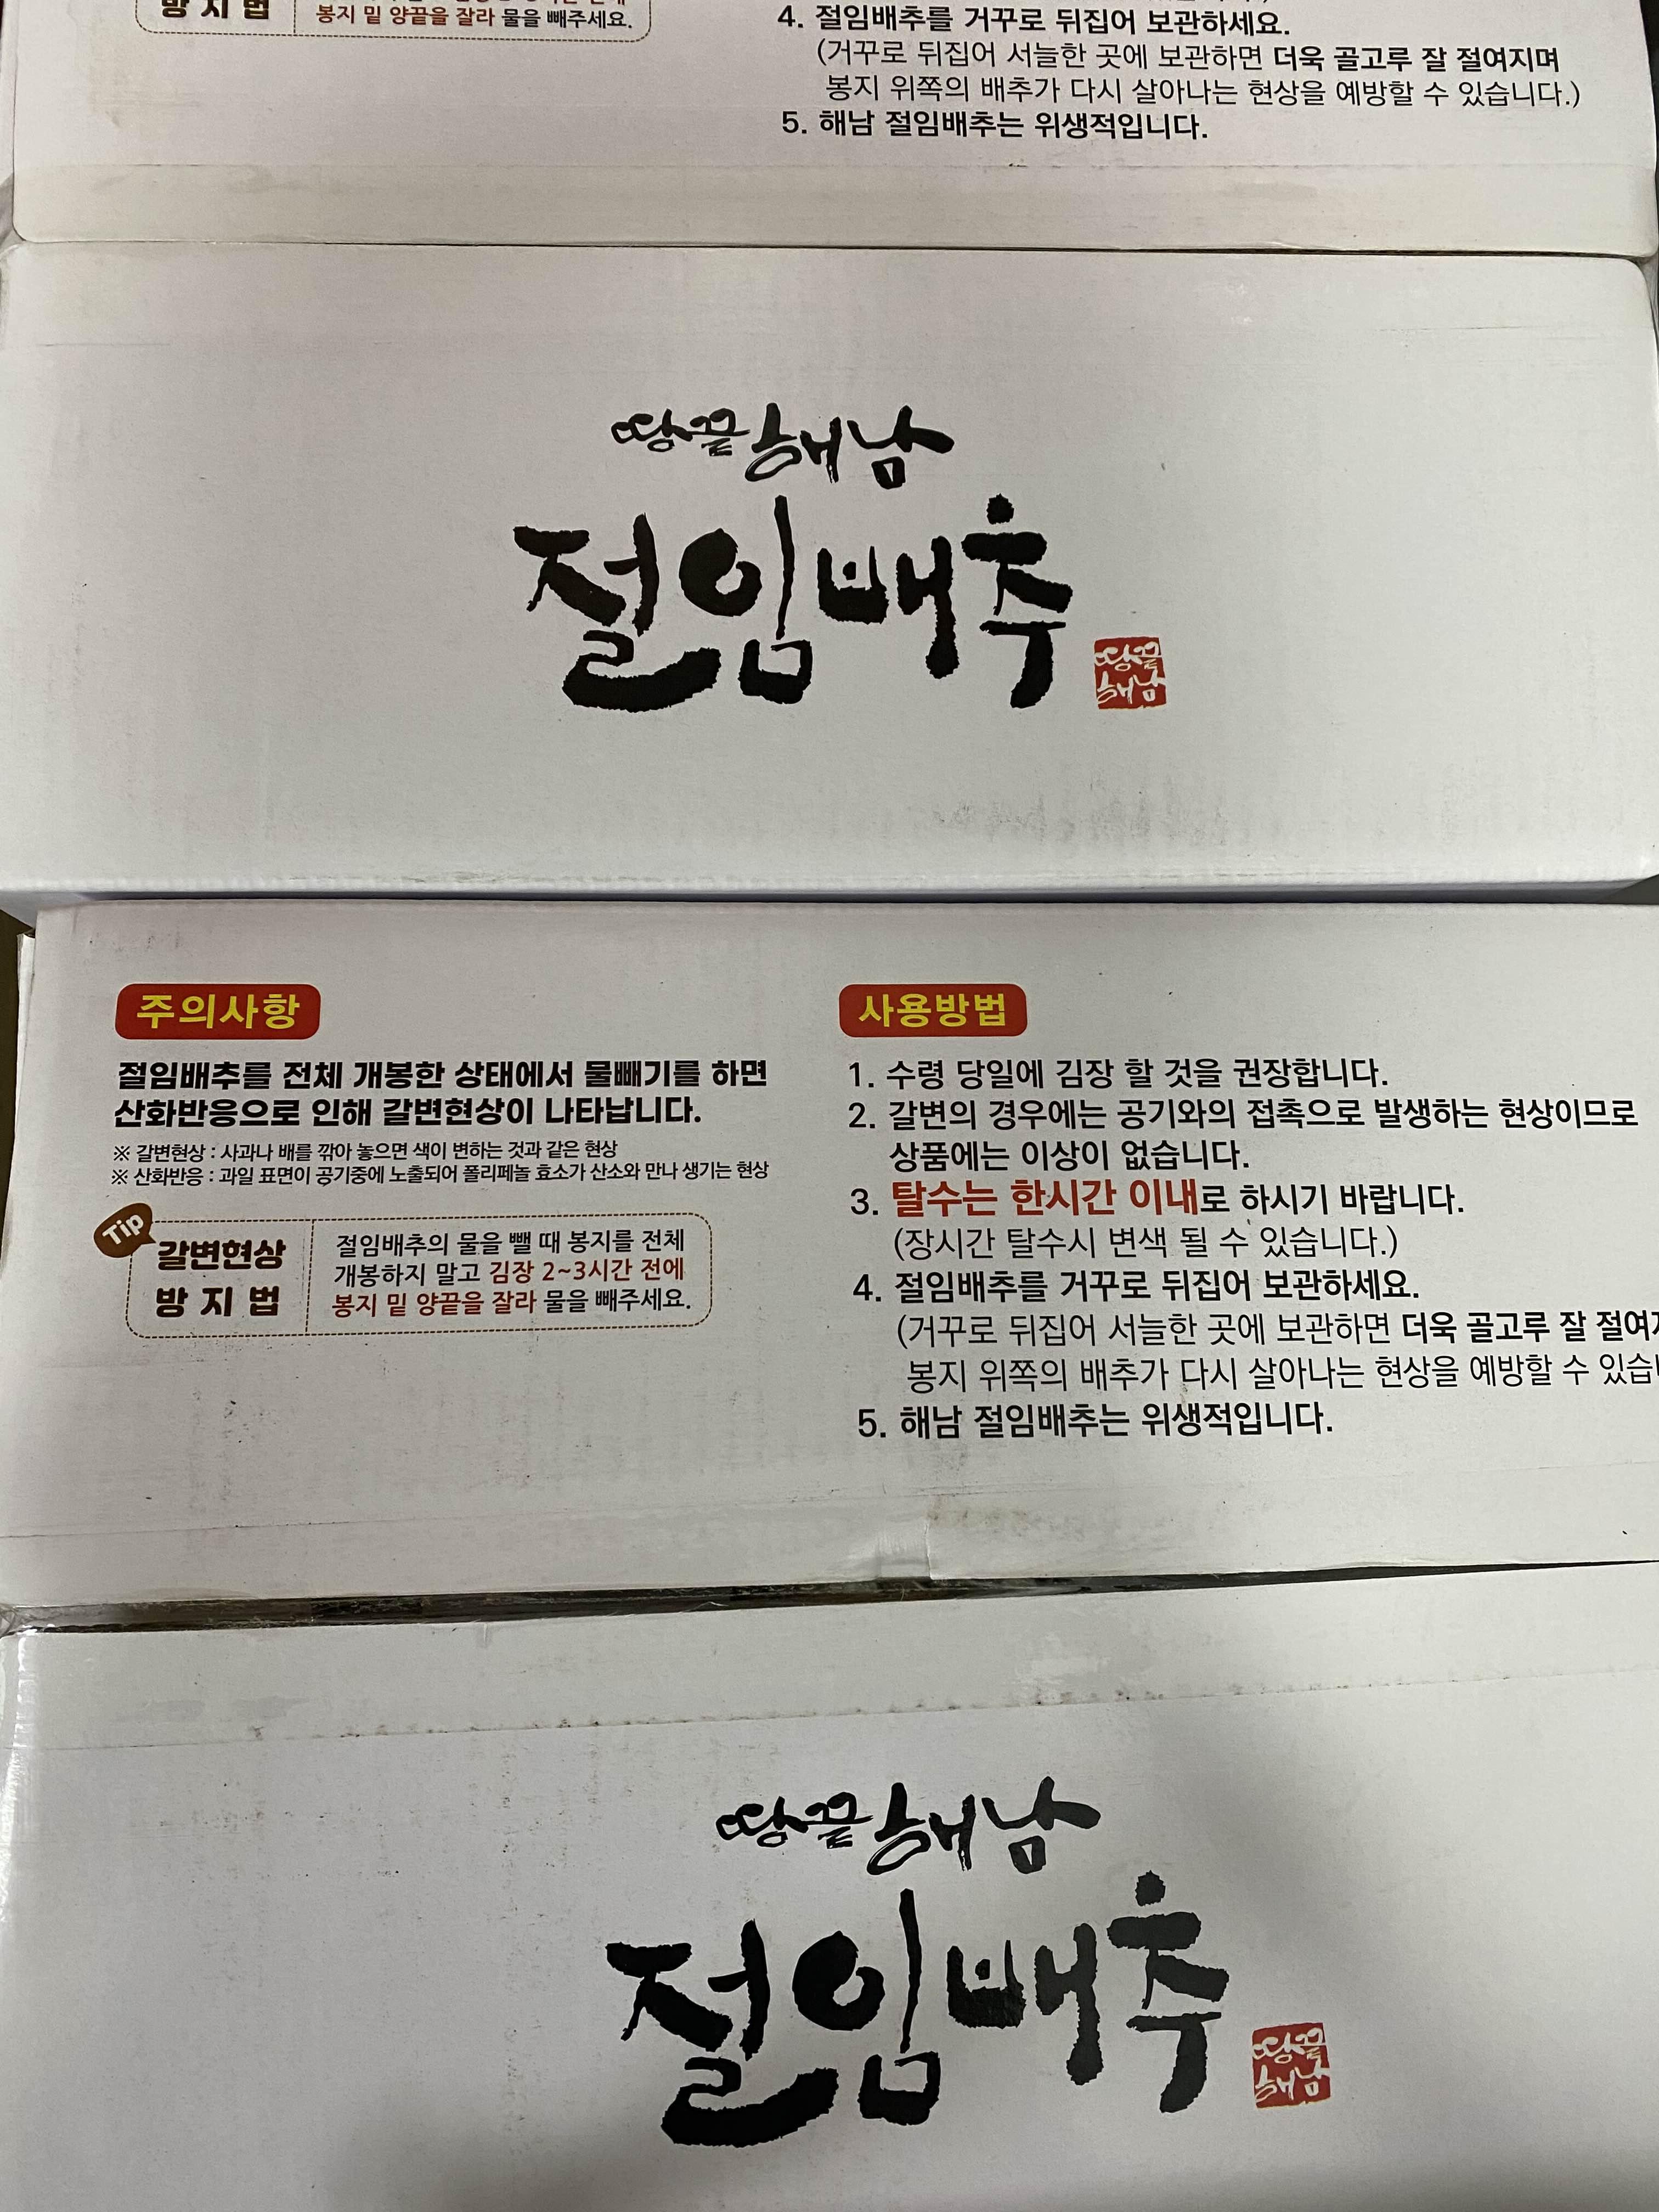 방 지 법
봉지 밑 양끝을 잘라 물을 빼주세요.
4. 절임배추를 거꾸로 뒤집어 보관하세요.
(거꾸로 뒤집어 서늘한 곳에 보관하면 더욱 골고루 잘 절여지며
봉지 위쪽의 배추가 다시 살아나는 현상을 예방할 수 있습니다.)
5. 해남 절임배추는 위생적입니다.
땅끝해남
절임배추
땅끝
해남
주의사항
절임배추를 전체 개봉한 상태에서 물빼기를 하면
산화반응으로 인해 갈변현상이 나타납니다.
※ 갈변현상 : 사과나 배를 깎아 놓으면 색이 변하는 것과 같은 현상
※ 산화반응 : 과일 표면이 공기중에 노출되어 폴리페놀 효소가 산소와 만나 생기는 현상
Tip
갈변현상
방 지 법
절임배추의 물을 뺄 때 봉지를 전체
개봉하지 말고 김장 2~3시간 전에
봉지 밑 양끝을 잘라 물을 빼주세요.
사용방법
1. 수령 당일에 김장 할 것을 권장합니다.
2. 갈변의 경우에는 공기와의 접촉으로 발생하는 현상이므로
상품에는 이상이 없습니다.
3. 탈수는 한시간 이내로 하시기 바랍니다.
(장시간 탈수시 변색 될 수 있습니다.)
4. 절임배추를 거꾸로 뒤집어 보관하세요.
(거꾸로 뒤집어 서늘한 곳에 보관하면 더욱 골고루 잘 절여
봉지 위쪽의 배추가 다시 살아나는 현상을 예방할 수 있습
5. 해남 절임배추는 위생적입니다.
땅끝해남
절임배추
땅끝
해남